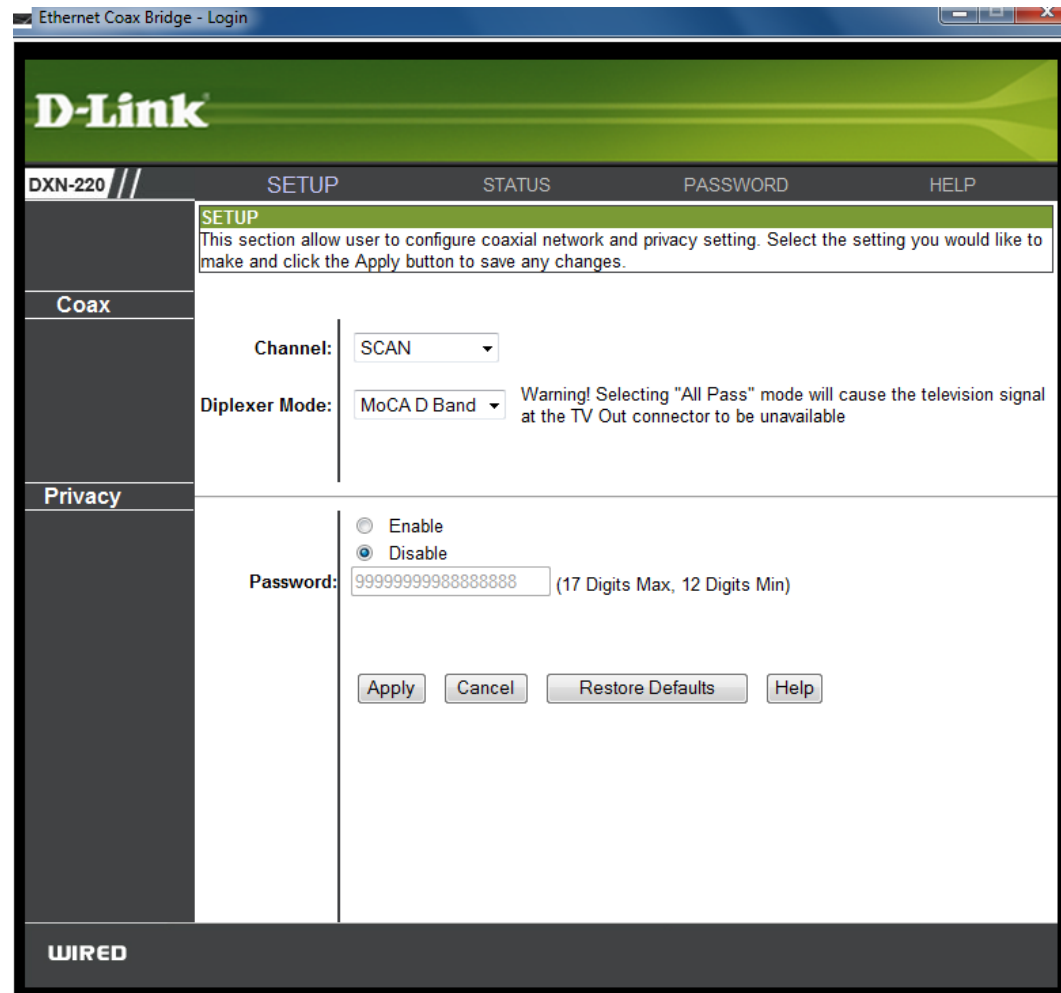 Ethernet Coax Bridge - Login
D-Link
DXN-220 SETUP STATUS PASSWORD HELP
SETUP
This section allow user to configure coaxial network and privacy setting. Select the setting you would like to
make and click the Apply button to save any changes.
Coax
Channel: SCAN
Diplexer Mode: MoCA D Band Warning! Selecting "All Pass" mode will cause the television signal
at the TV Out connector to be unavailable
Privacy
Enable
Disable
Password: 99999999988888888 (17 Digits Max, 12 Digits Min)
Apply Cancel Restore Defaults Help
WIRED